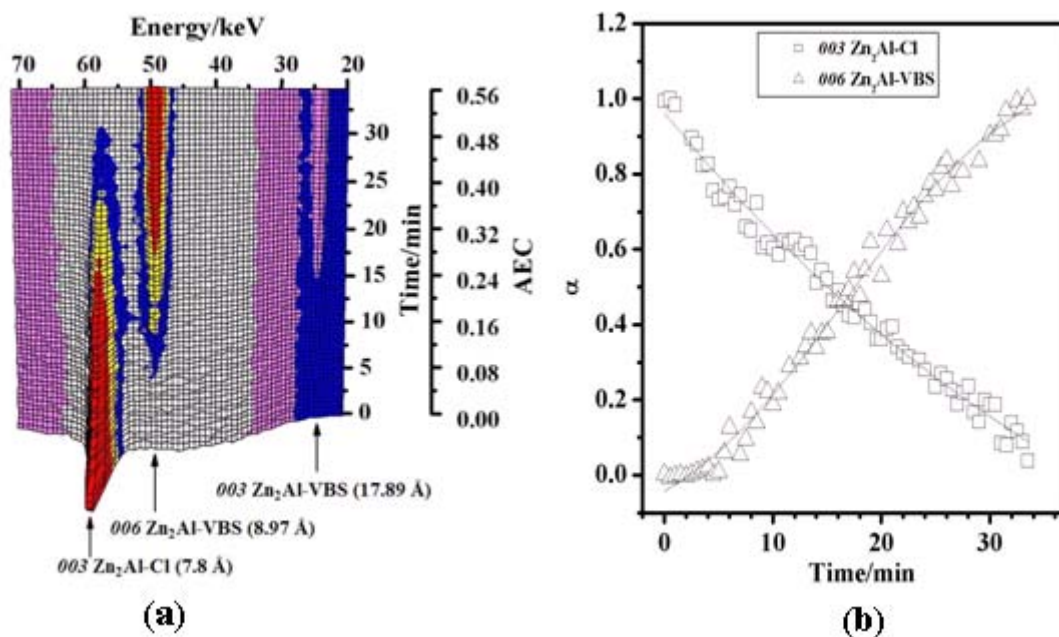 Energy/keV
70 60 50 40 30 20
30
25
20
15
10
5
0
Time/min
0.56
0.48
0.40
0.32
0.24
0.16
0.08
0.00
AEC
003 Zn₂Al-VBS (17.89 Å)
006 Zn₂Al-VBS (8.97 Å)
003 Zn₂Al-Cl (7.8 Å)
(a)
003 Zn₂Al-Cl
006 Zn₂Al-VBS
1.0
0.8
0.6
0.4
0.2
0.0
α
0 10 20 30
Time/min
(b)